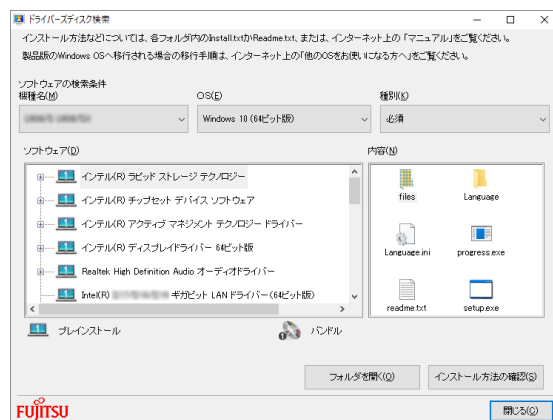 ドライバーズディスク検索
インストール方法などについては、各フォルダ内のInstall.txtかReadme.txt、または、インターネット上の「マニュアル」をご覧ください。
製品版のWindows OSへ移行される場合の移行手順は、インターネット上の「他のOSをお使いになる方へ」をご覧ください。
ソフトウェアの検索条件
機種名(M) OS(E) 種別(K)
Windows 10 (64ビット版) 必須
ソフトウェア(D) 内容(N)
インテル(R) ラピッド ストレージ テクノロジー
インテル(R) チップセット デバイス ソフトウェア
インテル(R) アクティブ マネジメント テクノロジー ドライバー
インテル(R) ディスプレイドライバー 64ビット版
Realtek High Definition Audio オーディオドライバー
Intel(R) ギガビット LAN ドライバー(64ビット版)
files Language
Language.ini progress.exe
readme.txt setup.exe
プレインストール バンドル
フォルダを開く(O) インストール方法の確認(S)
FUJITSU 閉じる(C)